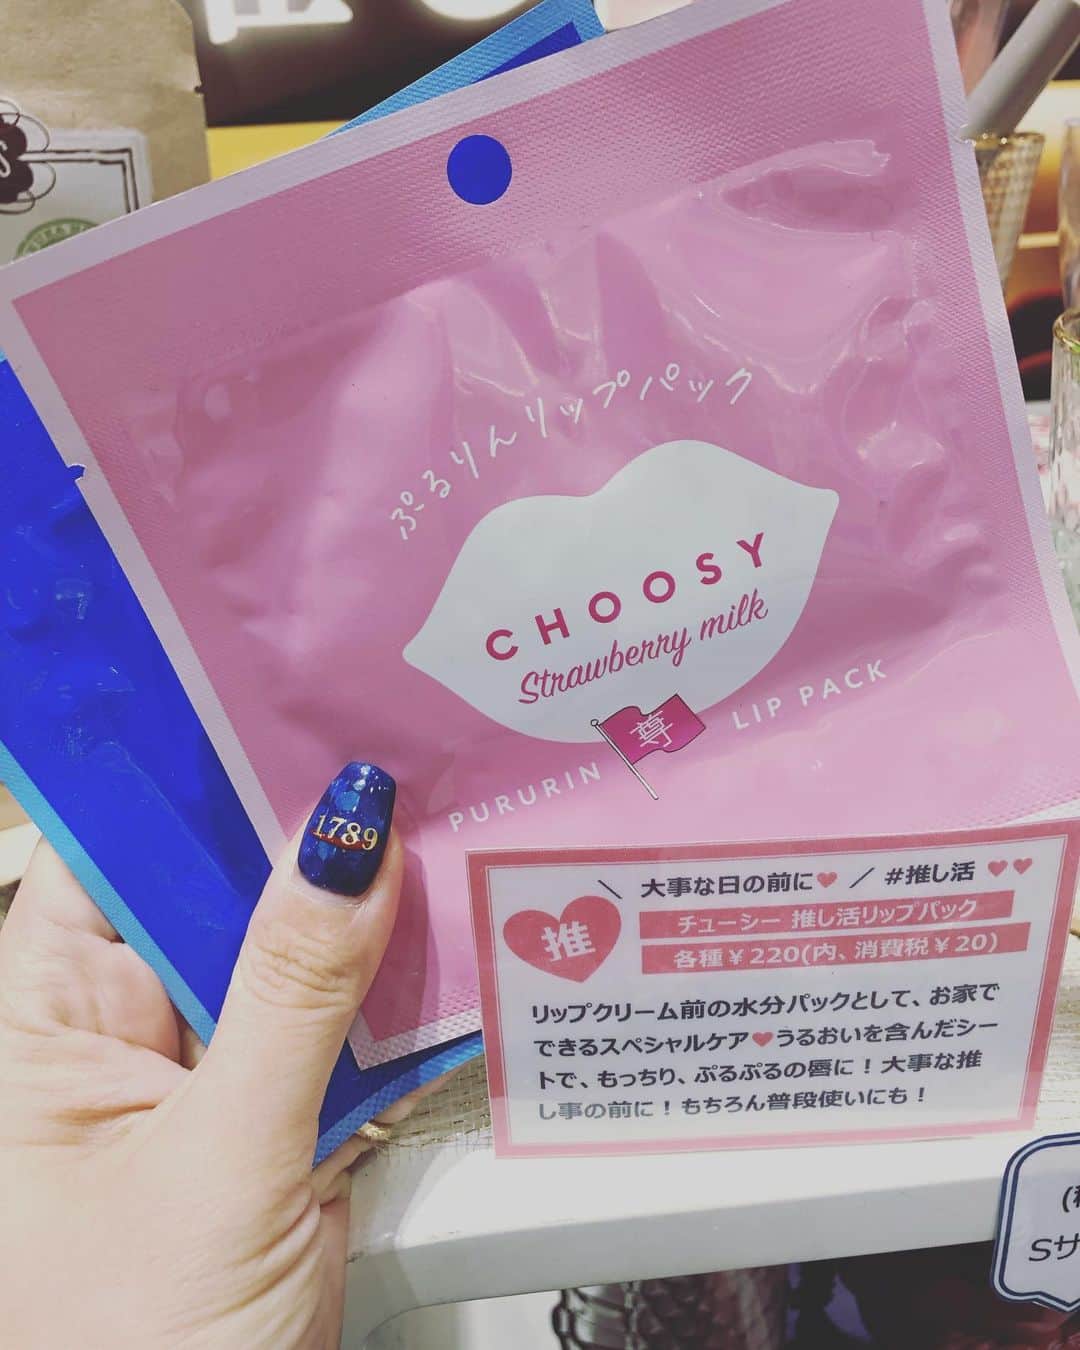 ぷるりんリップパック
CHOOSY
Strawberry milk
尊
PURURIN LIP PACK
1789
\ 大事な日の前に♥ / #推し活 ♥♥
推
チューシー 推し活リップパック
各種￥220(内、消費税￥20)
リップクリーム前の水分パックとして、お家で
できるスペシャルケア♥うるおいを含んだシー
トで、もっちり、ぷるぷるの唇に！大事な推
し事の前に！もちろん普段使いにも！
Sサ